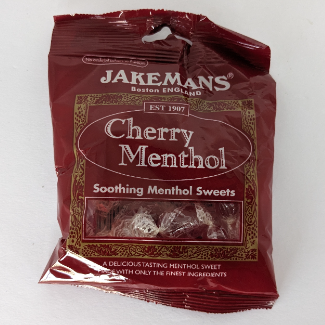 JAKEMANS®
Boston ENGLAND
EST 1907
Cherry
Menthol
Soothing Menthol Sweets
A DELICIOUS TASTING MENTHOL SWEET
WITH ONLY THE FINEST INGREDIENTS